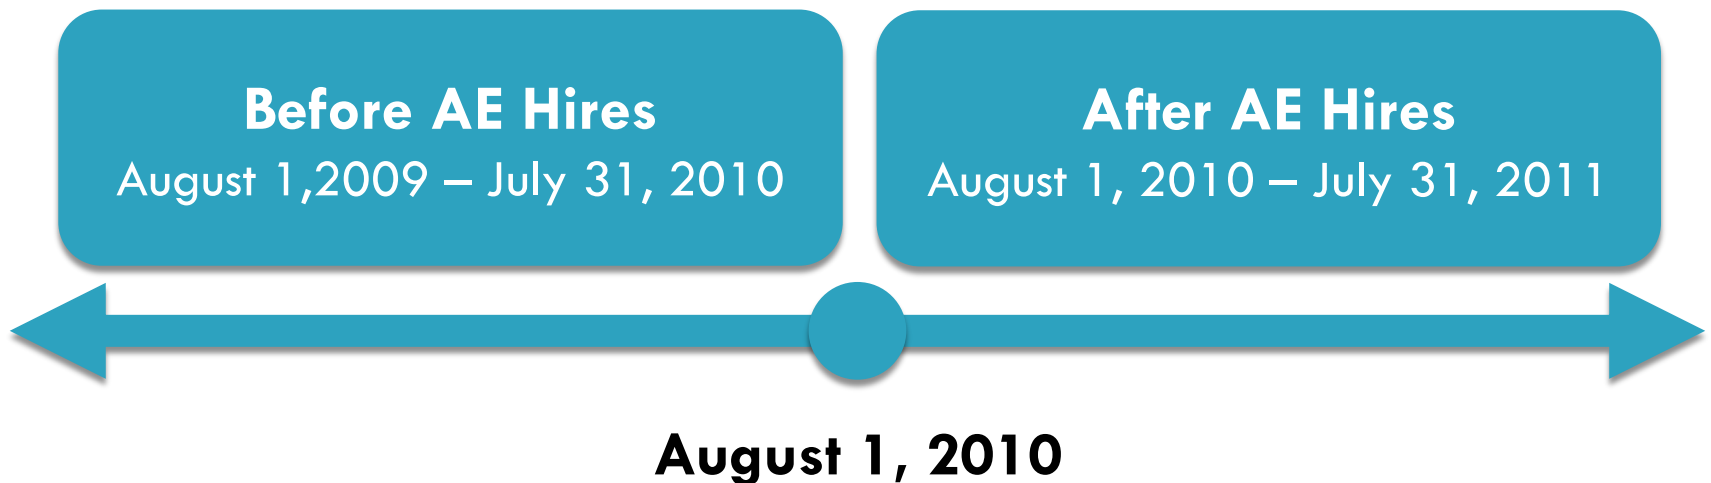 Before AE Hires
August 1,2009 – July 31, 2010
After AE Hires
August 1, 2010 – July 31, 2011
August 1, 2010